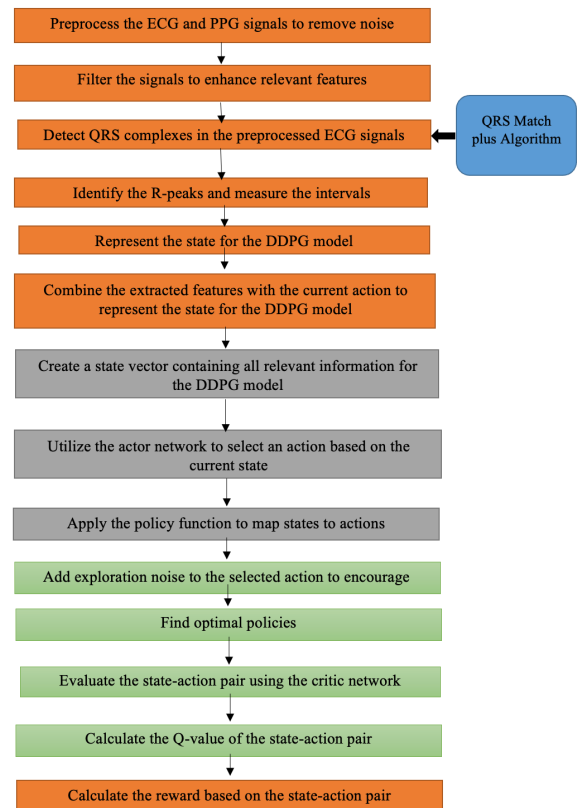 Preprocess the ECG and PPG signals to remove noise
Filter the signals to enhance relevant features
QRS Match
plus Algorithm
Detect QRS complexes in the preprocessed ECG signals
Identify the R-peaks and measure the intervals
Represent the state for the DDPG model
Combine the extracted features with the current action to
represent the state for the DDPG model
Create a state vector containing all relevant information for
the DDPG model
Utilize the actor network to select an action based on the
current state
Apply the policy function to map states to actions
Add exploration noise to the selected action to encourage
Find optimal policies
Evaluate the state-action pair using the critic network
Calculate the Q-value of the state-action pair
Calculate the reward based on the state-action pair